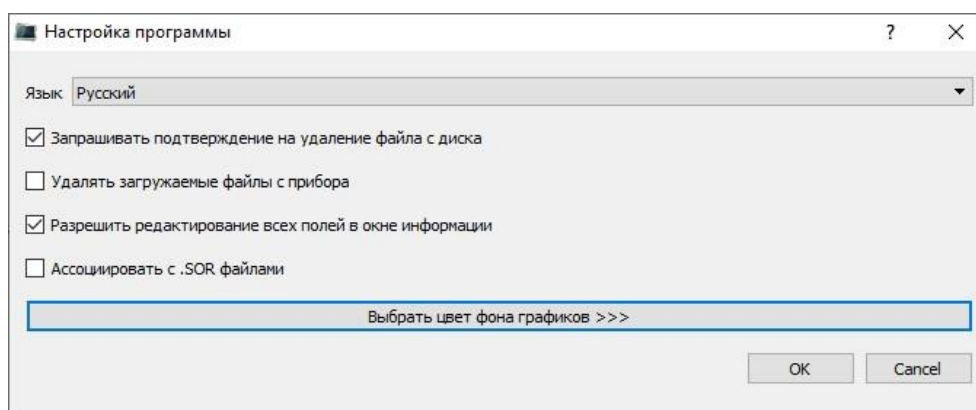 Настройка программы
?
Язык Русский
Запрашивать подтверждение на удаление файла с диска
Удалять загружаемые файлы с прибора
Разрешить редактирование всех полей в окне информации
Ассоциировать с .SOR файлами
Выбрать цвет фона графиков >>>
OK Cancel